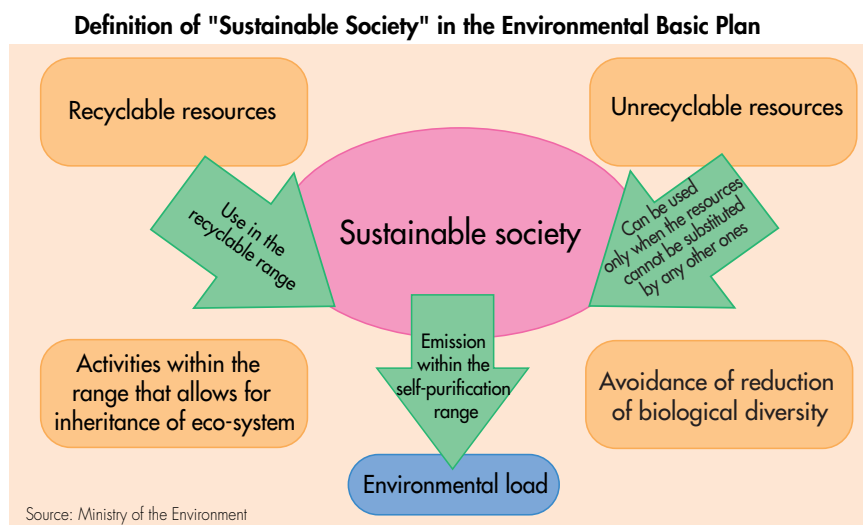 Definition of "Sustainable Society" in the Environmental Basic Plan
Recyclable resources
Unrecyclable resources
Use in the
recyclable range
Sustainable society
Can be used
only when the resources
cannot be substituted
by any other ones
Activities within the
range that allows for
inheritance of eco-system
Emission
within the
self-purification
range
Avoidance of reduction
of biological diversity
Environmental load
Source: Ministry of the Environment